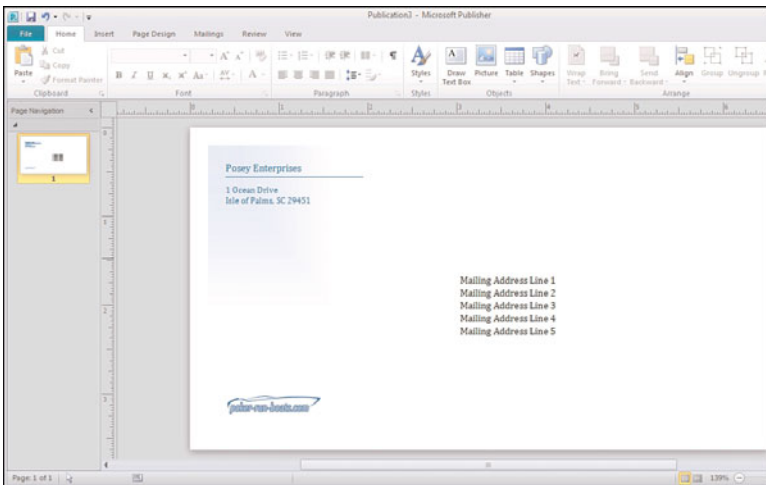 Publication3 - Microsoft Publisher
File Home Insert Page Design Mailings Review View
Cut
Copy
Format Painter
Paste
Clipboard
Font
Paragraph
Styles
Styles
Draw Text Box
Picture
Table
Shapes
Objects
Wrap Text
Bring Forward
Send Backward
Align
Group
Ungroup
Arrange
Page Navigation
1
Posey Enterprises
1 Ocean Drive
Isle of Palms, SC 29451
Mailing Address Line 1
Mailing Address Line 2
Mailing Address Line 3
Mailing Address Line 4
Mailing Address Line 5
poker-run-boats.com
Page: 1 of 1
139%